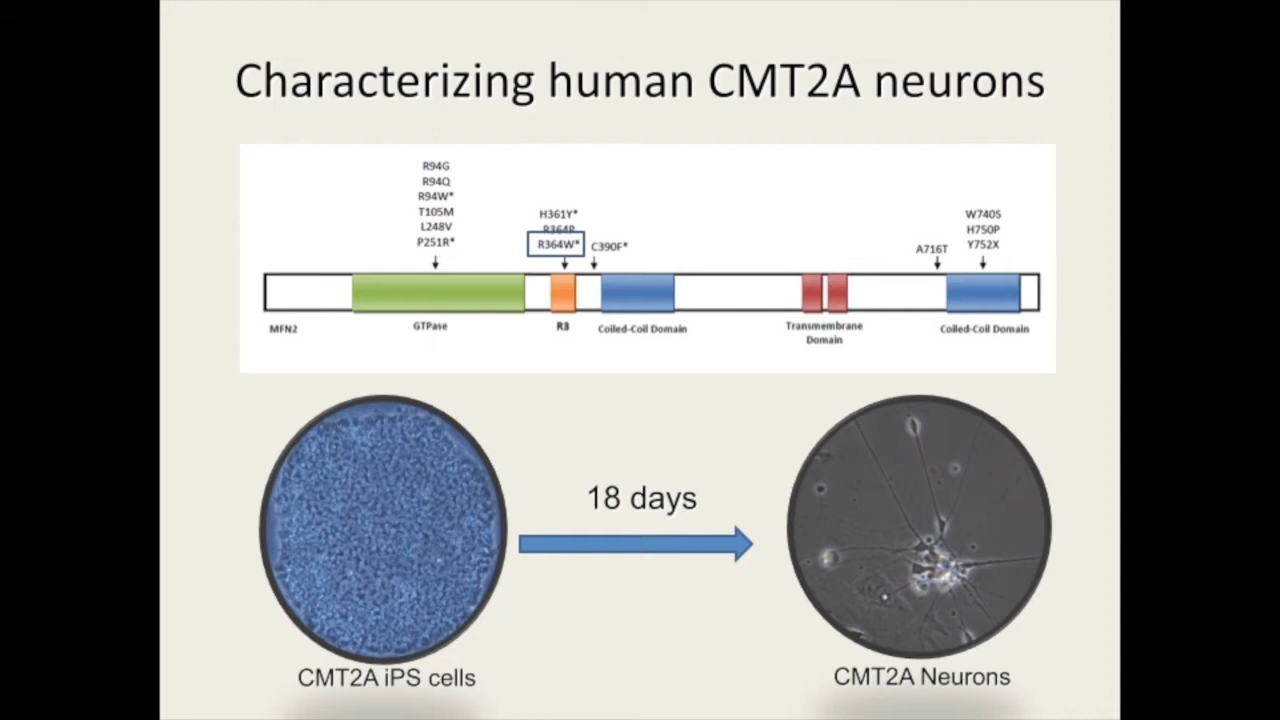 Characterizing human CMT2A neurons
R94G
R94Q
R94W*
T105M
L248V
P251R*
H361Y*
R364P
R364W*
C390F*
A716T
W740S
H750P
Y752X
MFN2
GTPase
R3
Coiled-Coil Domain
Transmembrane
Domain
Coiled-Coil Domain
18 days
CMT2A iPS cells
CMT2A Neurons